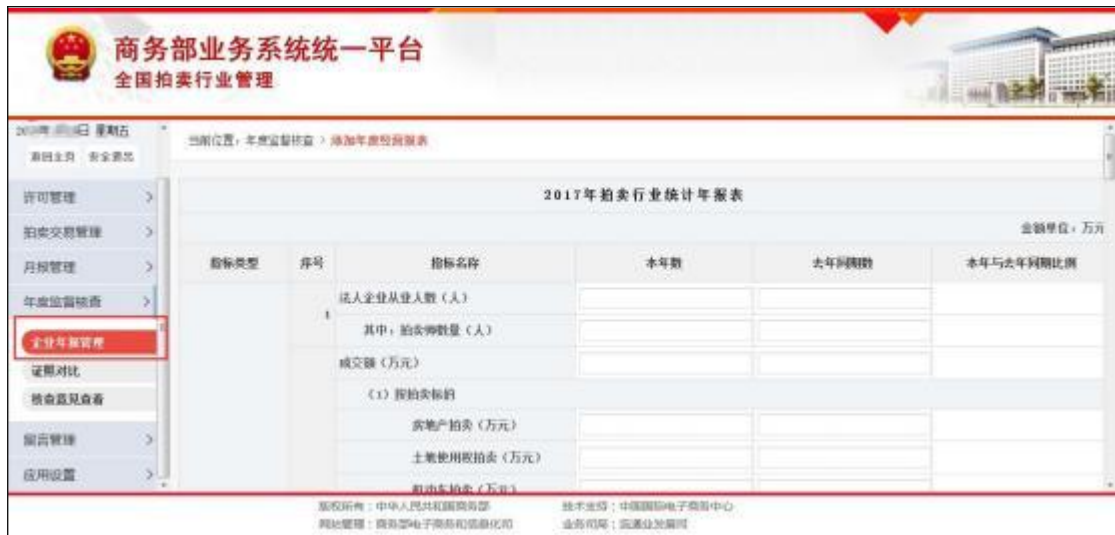 商务部业务系统统一平台
全国拍卖行业管理
星期五
返回主页 安全退出
当前位置：年度监督核查 > 添加年度经营报表
许可管理
拍卖交易管理
月报管理
年度监督核查
企业年报管理
证照对比
核查意见查看
留言管理
应用设置
2017年拍卖行业统计年报表
金额单位：万元
指标类型 序号 指标名称 本年数 去年同期数 本年与去年同期比例
1
法人企业从业人数（人）
其中：拍卖师数量（人）
成交额（万元）
（1）按拍卖标的
房地产拍卖（万元）
土地使用权拍卖（万元）
机动车拍卖（万元）
版权所有：中华人民共和国商务部 技术支持：中国国际电子商务中心
网站管理：商务部电子商务和信息化司 业务司局：流通业发展司